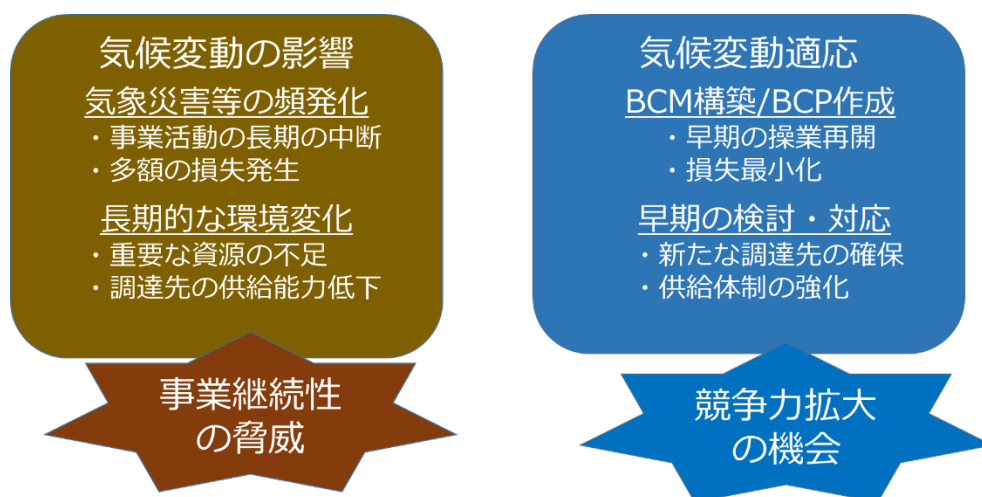 気候変動の影響
気象災害等の頻発化
・事業活動の長期の中断
・多額の損失発生
長期的な環境変化
・重要な資源の不足
・調達先の供給能力低下
事業継続性
の脅威
気候変動適応
BCM構築/BCP作成
・早期の操業再開
・損失最小化
早期の検討・対応
・新たな調達先の確保
・供給体制の強化
競争力拡大
の機会